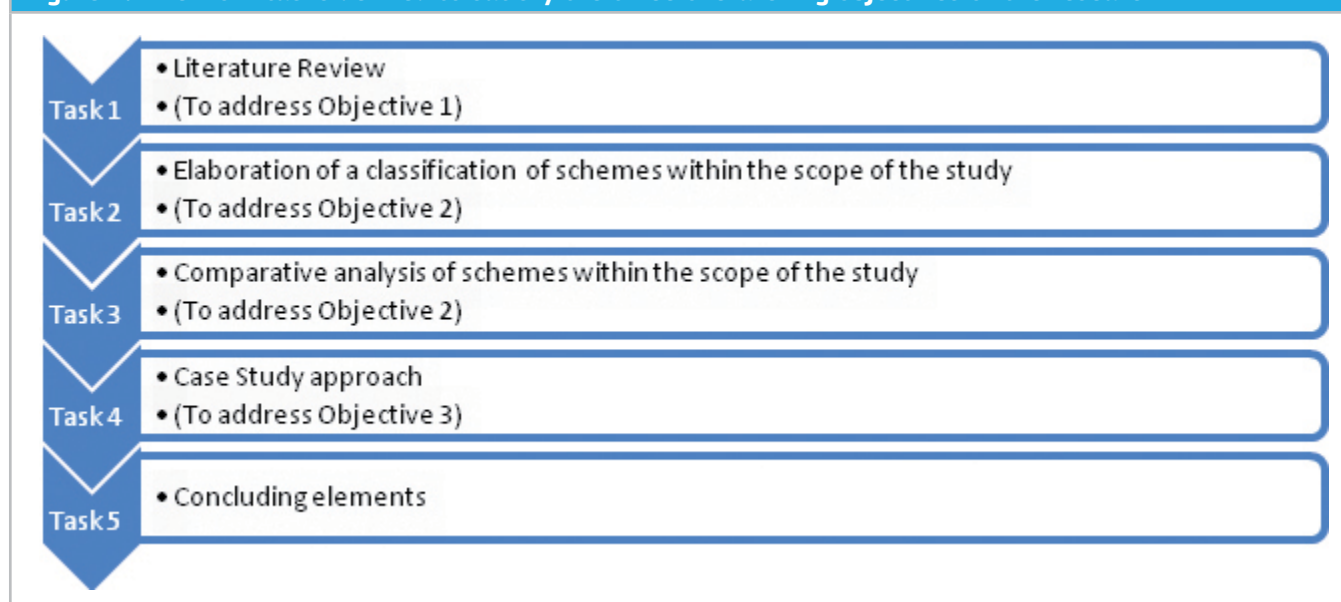 Task 1
• Literature Review
• (To address Objective 1)
Task 2
• Elaboration of a classification of schemes within the scope of the study
• (To address Objective 2)
Task 3
• Comparative analysis of schemes within the scope of the study
• (To address Objective 2)
Task 4
• Case Study approach
• (To address Objective 3)
Task 5
• Concluding elements